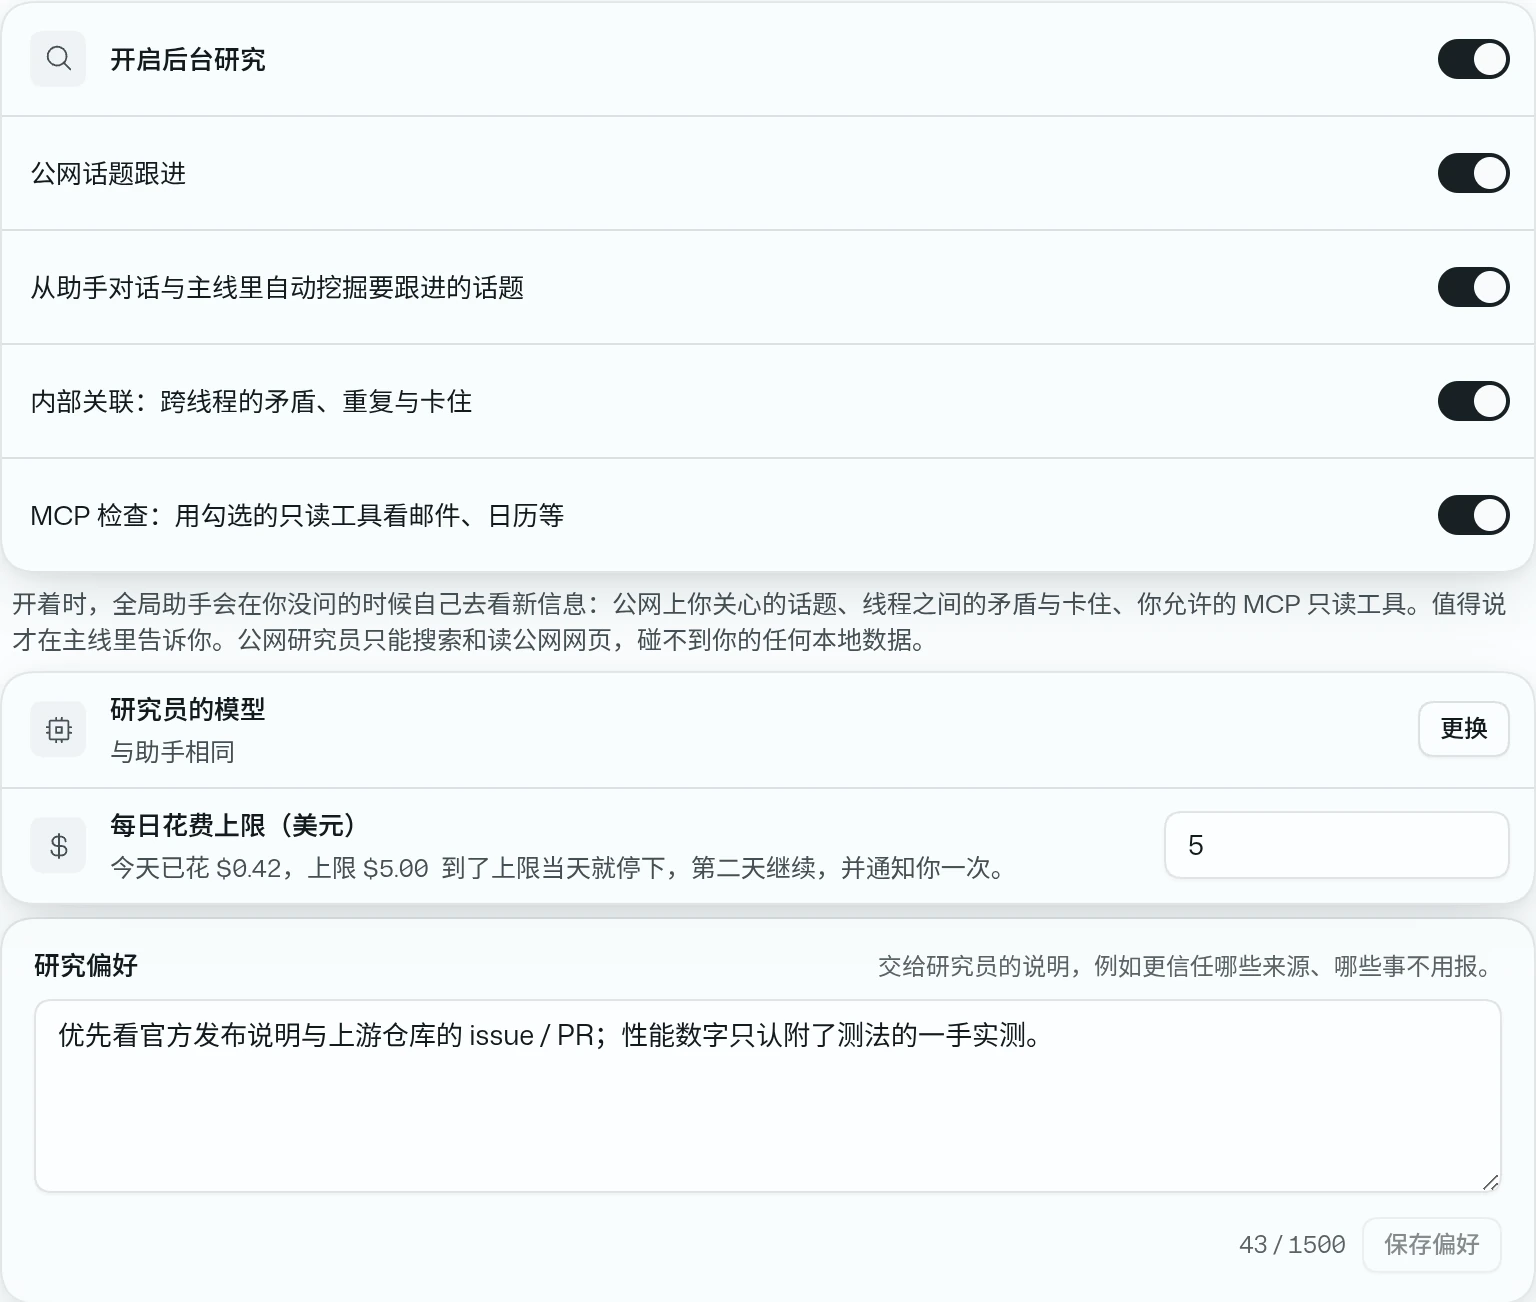 开启后台研究
公网话题跟进
从助手对话与主线里自动挖掘要跟进的话题
内部关联：跨线程的矛盾、重复与卡住
MCP 检查：用勾选的只读工具看邮件、日历等
开着时，全局助手会在你没问的时候自己去看新信息：公网上你关心的话题、线程之间的矛盾与卡住、你允许的 MCP 只读工具。值得说
才在主线里告诉你。公网研究员只能搜索和读公网网页，碰不到你的任何本地数据。
研究员的模型
与助手相同
更换
每日花费上限（美元）
今天已花 $0.42，上限 $5.00 到了上限当天就停下，第二天继续，并通知你一次。
5
研究偏好
交给研究员的说明，例如更信任哪些来源、哪些事不用报。
优先看官方发布说明与上游仓库的 issue / PR；性能数字只认附了测法的一手实测。
43 / 1500
保存偏好